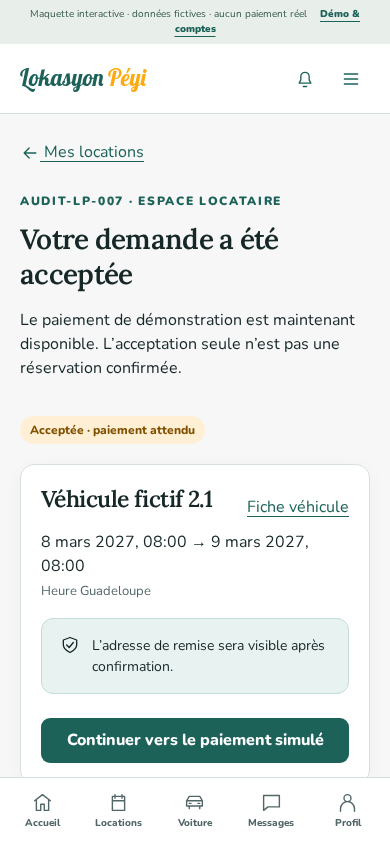 Maquette interactive · données fictives · aucun paiement réel Démo &
comptes
Lokasyon Péyi
← Mes locations
AUDIT-LP-007 · ESPACE LOCATAIRE
Votre demande a été
acceptée
Le paiement de démonstration est maintenant
disponible. L’acceptation seule n’est pas une
réservation confirmée.
Acceptée · paiement attendu
Véhicule fictif 2.1
Fiche véhicule
8 mars 2027, 08:00 → 9 mars 2027,
08:00
Heure Guadeloupe
L’adresse de remise sera visible après
confirmation.
Continuer vers le paiement simulé
Accueil Locations Voiture Messages Profil